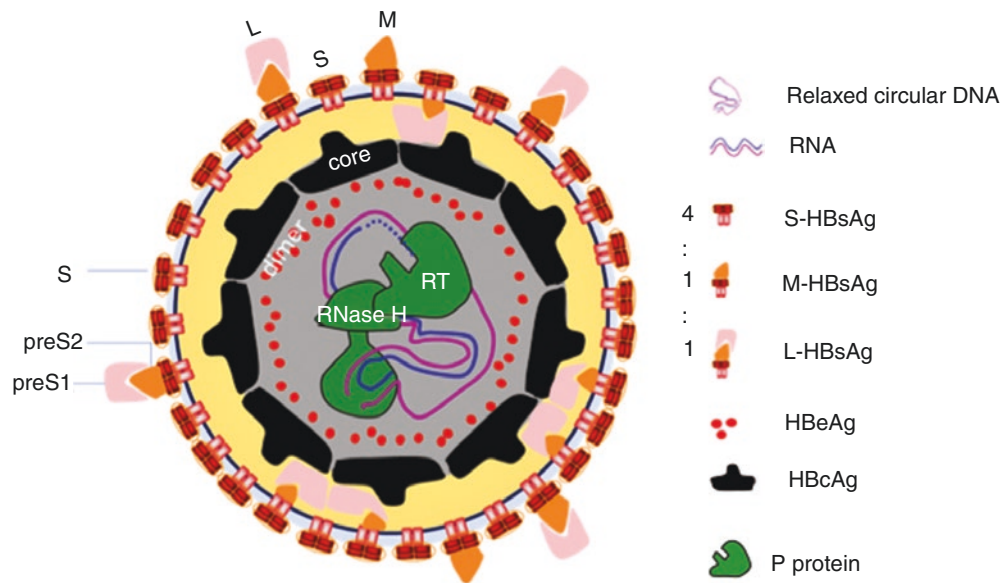 L
S
M
core
dimer
RT
RNase H
S
preS2
preS1
Relaxed circular DNA
RNA
4
S-HBsAg
:
1
M-HBsAg
:
1
L-HBsAg
HBeAg
HBcAg
P protein